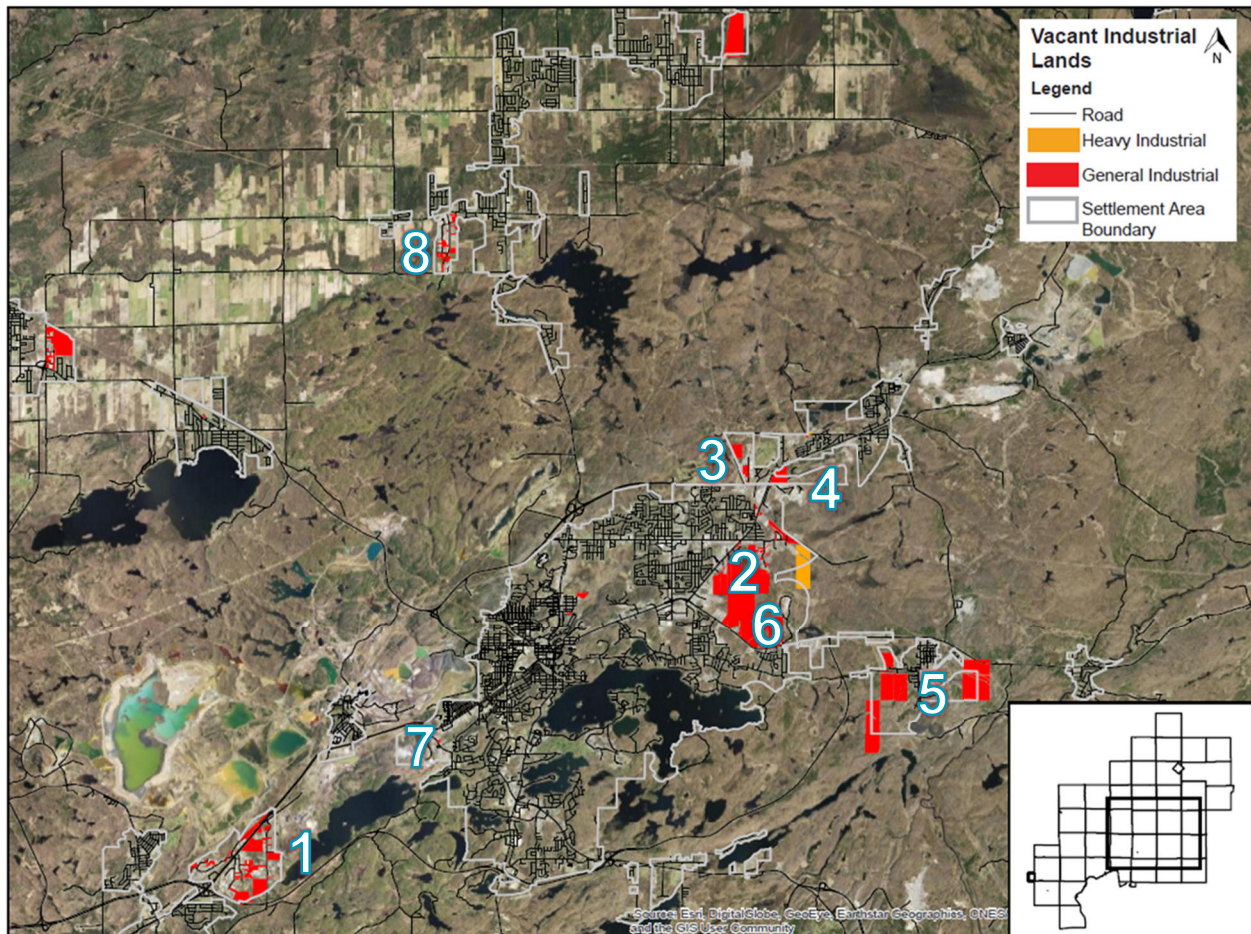 Vacant Industrial
Lands
N
Legend
Road
Heavy Industrial
General Industrial
Settlement Area
Boundary
8
3
4
2
6
5
7
1
Source: Esri, DigitalGlobe, GeoEye, Earthstar Geographics, CNES/
and the GIS User Community